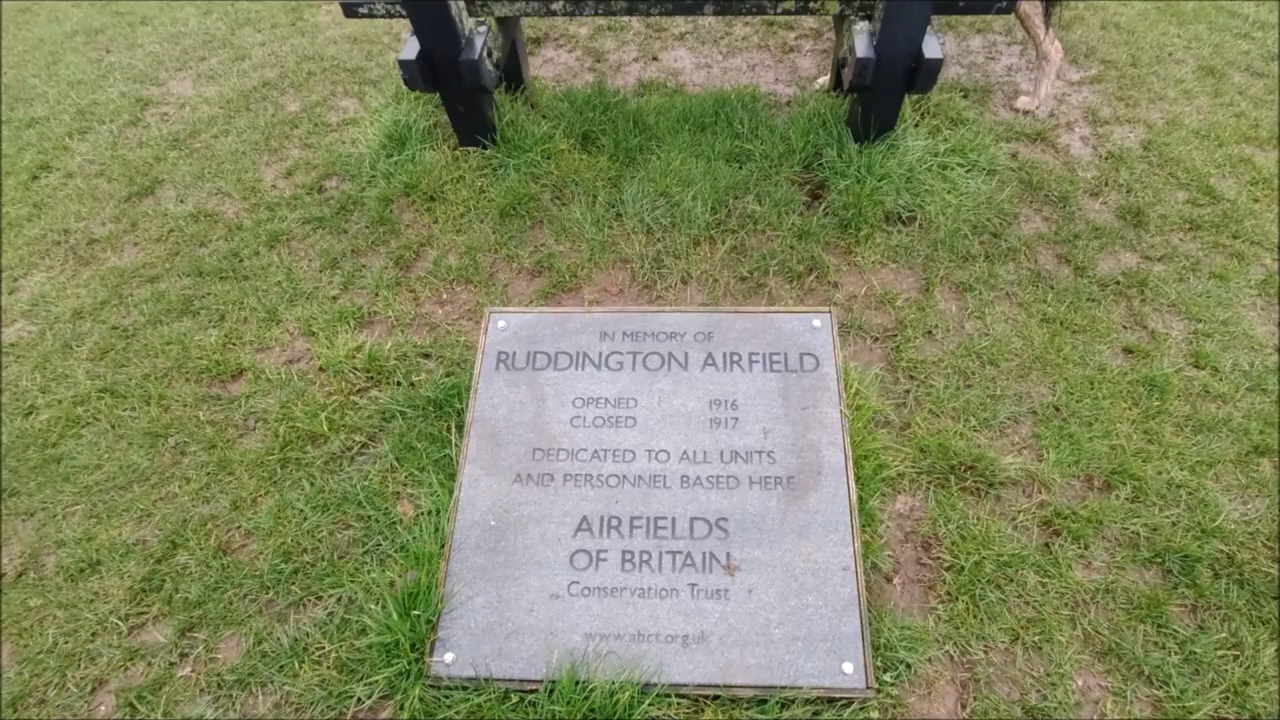 IN MEMORY OF
RUDDINGTON AIRFIELD
OPENED 1916
CLOSED 1917
DEDICATED TO ALL UNITS
AND PERSONNEL BASED HERE
AIRFIELDS
OF BRITAIN
Conservation Trust
www.abct.org.uk